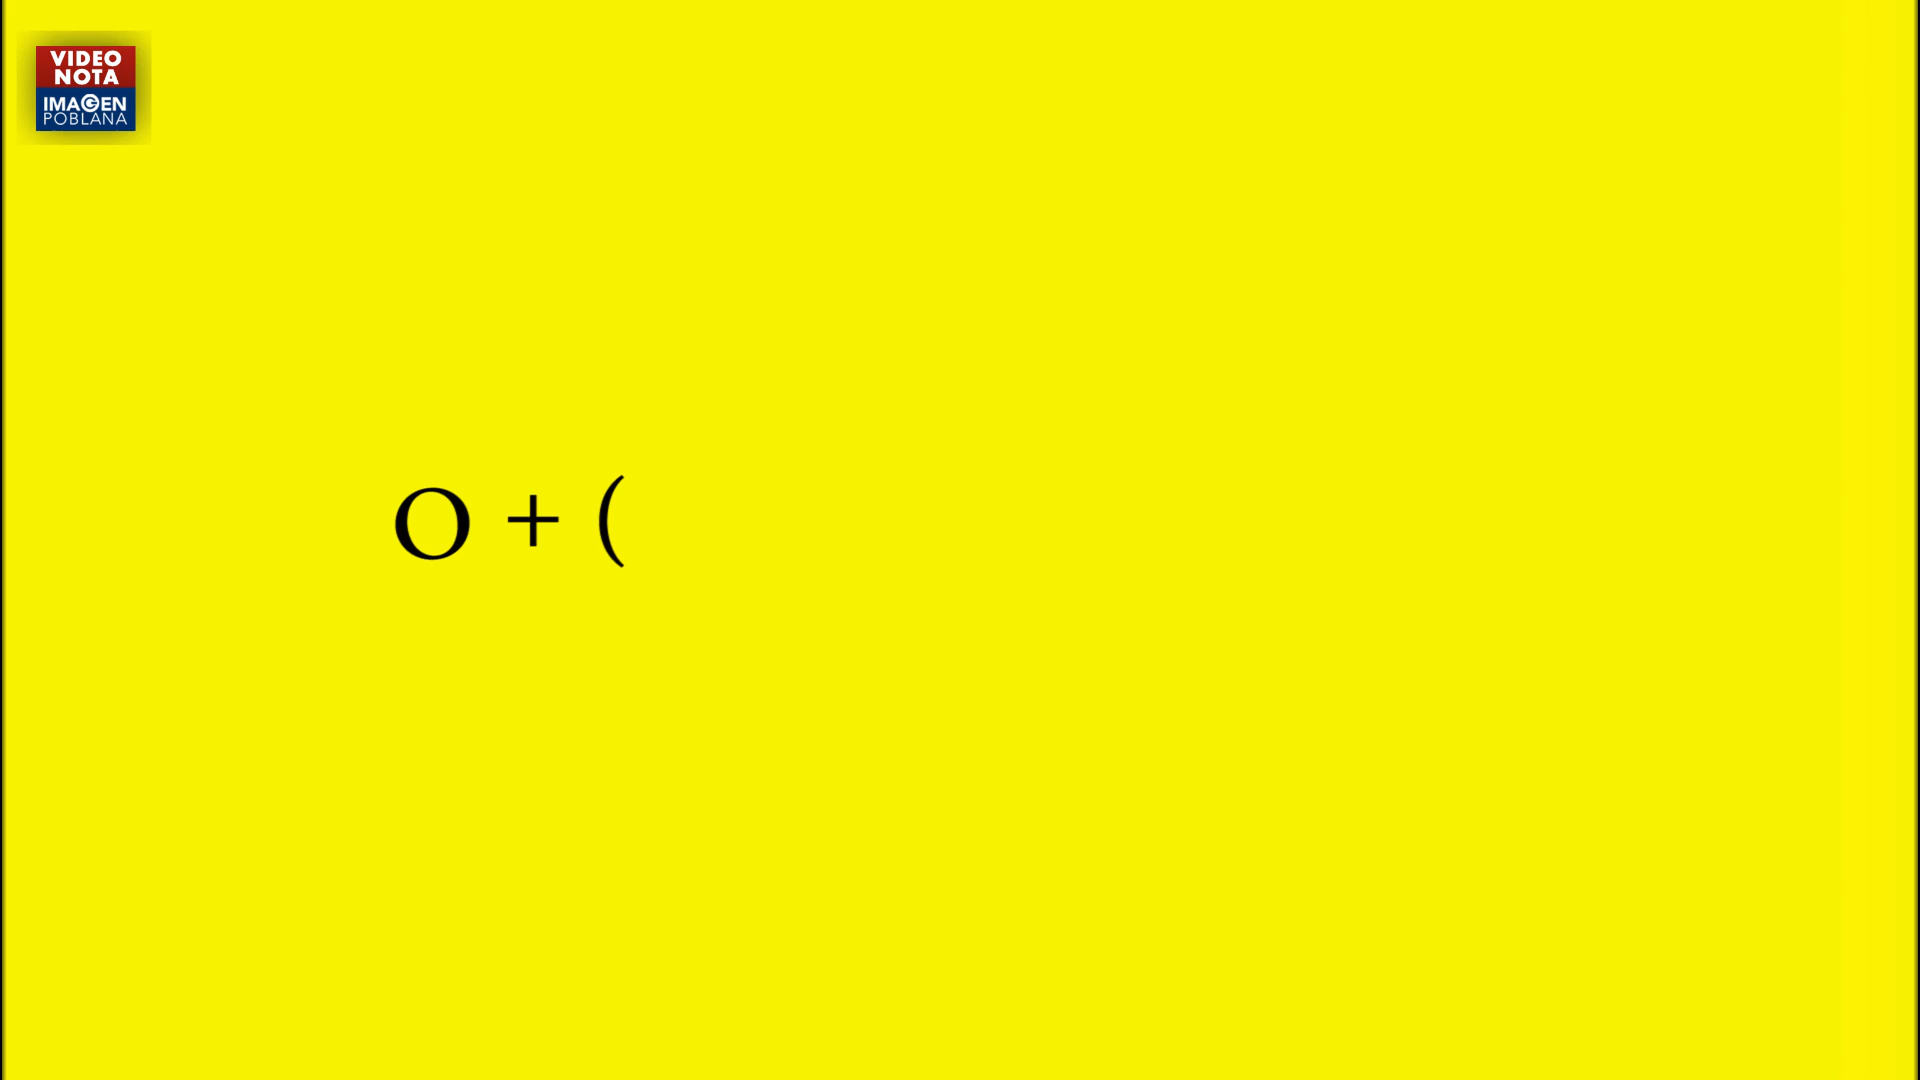 VIDEO
NOTA
IMAGEN
POBLANA
O + (